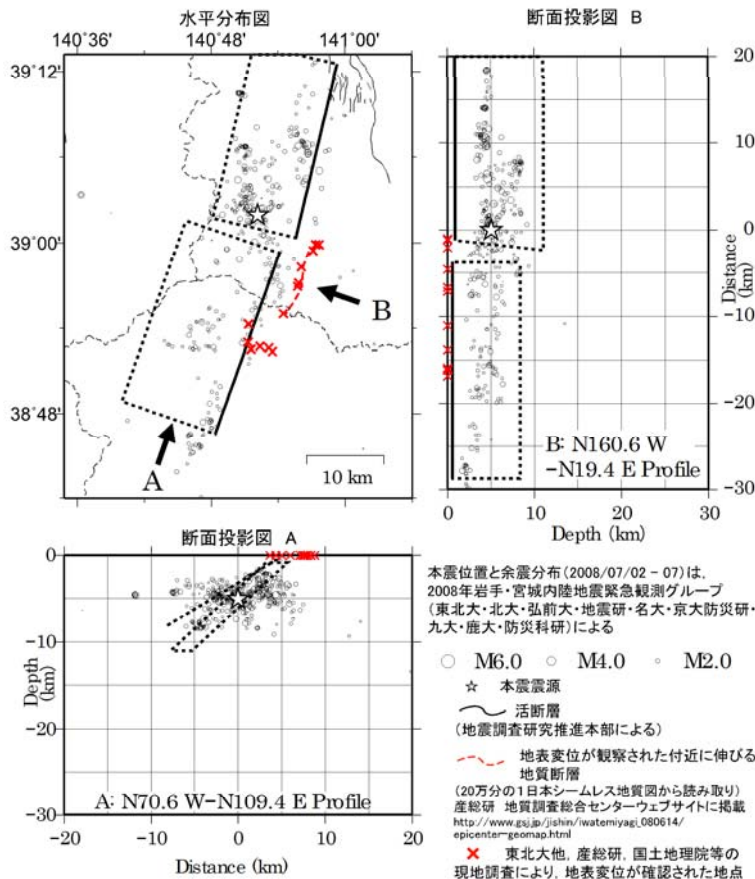 水平分布図
140˚36' 140˚48' 141˚00'
39˚12'
39˚00'
38˚48'
B
A
10 km
断面投影図 B
20
10
0
-10
-20
-30
Distance (km)
B: N160.6 W
-N19.4 E Profile
0 10 20 30
Depth (km)
断面投影図 A
0
-10
-20
-30
Depth (km)
A: N70.6 W-N109.4 E Profile
-20 -10 0 10 20
Distance (km)
本震位置と余震分布(2008/07/02 - 07)は,
2008年岩手・宮城内陸地震緊急観測グループ
(東北大・北大・弘前大・地震研・名大・京大防災研・
九大・鹿大・防災科研)による
M6.0 M4.0 M2.0
本震震源
活断層
(地震調査研究推進本部による)
地表変位が観察された付近に伸びる
地質断層
(20万分の1日本シームレス地質図から読み取り)
産総研 地質調査総合センターウェブサイトに掲載
http://www.gsj.jp/jishin/iwatemiyagi_080614/
epicenter-geomap.html
東北大他, 産総研, 国土地理院等の
現地調査により, 地表変位が確認された地点